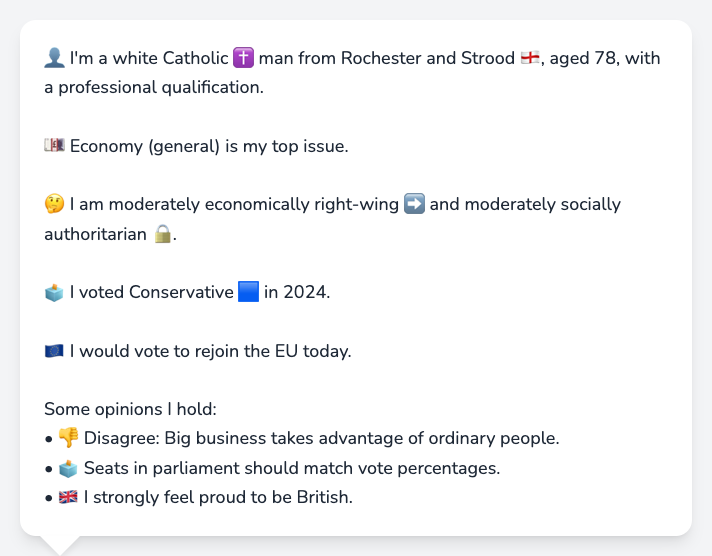 👤 I'm a white Catholic ✝️ man from Rochester and Strood 🏴󠁧󠁢󠁥󠁮󠁧󠁿, aged 78, with
a professional qualification.
💷 Economy (general) is my top issue.
🤔 I am moderately economically right-wing ➡️ and moderately socially
authoritarian 🔒.
🗳️ I voted Conservative 🟦 in 2024.
🇪🇺 I would vote to rejoin the EU today.
Some opinions I hold:
• 👎 Disagree: Big business takes advantage of ordinary people.
• 🗳️ Seats in parliament should match vote percentages.
• 🇬🇧 I strongly feel proud to be British.